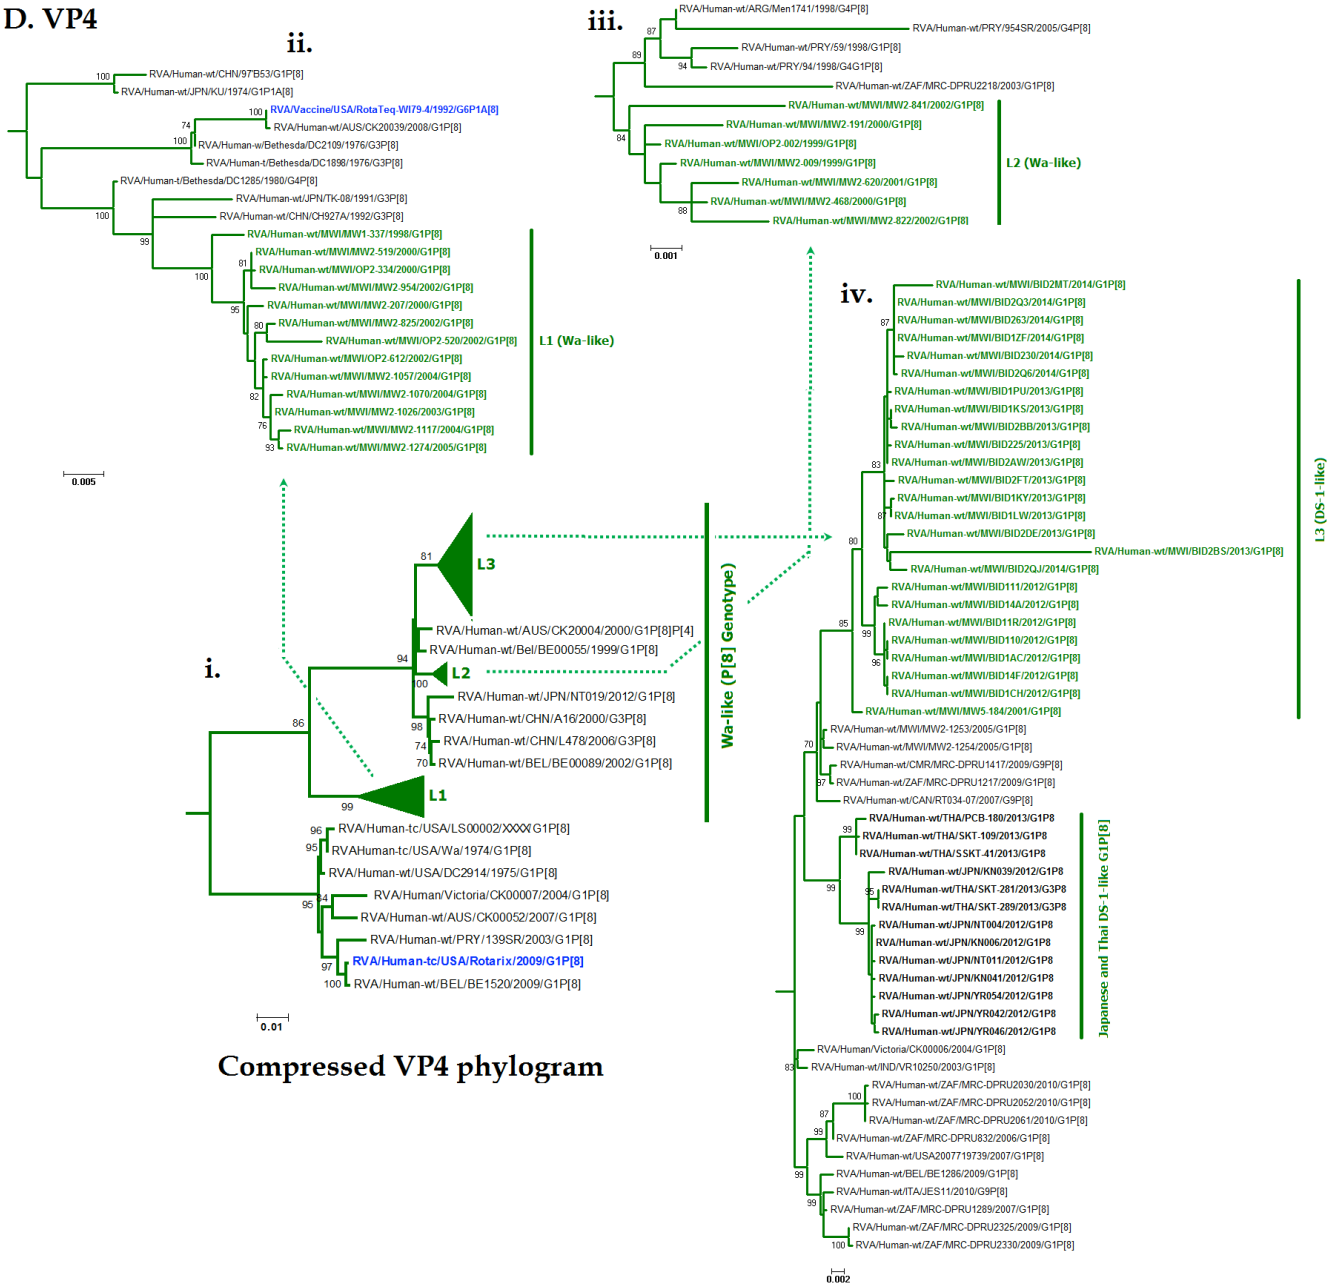 D. VP4
ii.
100
RVA/Human-wt/CHN/97'B53/G1P[8]
RVA/Human-wt/JPN/KU/1974/G1P1A[8]
RVA/Vaccine/USA/RotaTeq-WI79-4/1992/G6P1A[8]
100
74
RVA/Human-wt/AUS/CK20039/2008/G1P[8]
100
RVA/Human-w/Bethesda/DC2109/1976/G3P[8]
RVA/Human-t/Bethesda/DC1898/1976/G3P[8]
RVA/Human-t/Bethesda/DC1285/1980/G4P[8]
RVA/Human-wt/JPN/TK-08/1991/G3P[8]
100
RVA/Human-wt/CHN/CH927A/1992/G3P[8]
99
RVA/Human-wt/MWI/MW1-337/1998/G1P[8]
RVA/Human-wt/MWI/MW2-519/2000/G1P[8]
81
RVA/Human-wt/MWI/OP2-334/2000/G1P[8]
100
RVA/Human-wt/MWI/MW2-954/2002/G1P[8]
95
RVA/Human-wt/MWI/MW2-207/2000/G1P[8]
80
RVA/Human-wt/MWI/MW2-825/2002/G1P[8]
RVA/Human-wt/MWI/OP2-520/2002/G1P[8]
L1 (Wa-like)
RVA/Human-wt/MWI/OP2-612/2002/G1P[8]
RVA/Human-wt/MWI/MW2-1057/2004/G1P[8]
82
RVA/Human-wt/MWI/MW2-1070/2004/G1P[8]
RVA/Human-wt/MWI/MW2-1026/2003/G1P[8]
76
RVA/Human-wt/MWI/MW2-1117/2004/G1P[8]
93
RVA/Human-wt/MWI/MW2-1274/2005/G1P[8]
0.005
iii.
RVA/Human-wt/ARG/Men1741/1998/G4P[8]
87
RVA/Human-wt/PRY/954SR/2005/G4P[8]
89
RVA/Human-wt/PRY/59/1998/G1P[8]
94
RVA/Human-wt/PRY/94/1998/G4G1P[8]
RVA/Human-wt/ZAF/MRC-DPRU2218/2003/G1P[8]
RVA/Human-wt/MWI/MW2-841/2002/G1P[8]
RVA/Human-wt/MWI/MW2-191/2000/G1P[8]
84
RVA/Human-wt/MWI/OP2-002/1999/G1P[8]
RVA/Human-wt/MWI/MW2-009/1999/G1P[8]
L2 (Wa-like)
RVA/Human-wt/MWI/MW2-620/2001/G1P[8]
RVA/Human-wt/MWI/MW2-468/2000/G1P[8]
88
RVA/Human-wt/MWI/MW2-822/2002/G1P[8]
0.001
i.
81
L3
RVA/Human-wt/AUS/CK20004/2000/G1P[8]P[4]
RVA/Human-wt/Bel/BE00055/1999/G1P[8]
94
L2
100
RVA/Human-wt/JPN/NT019/2012/G1P[8]
RVA/Human-wt/CHN/A16/2000/G3P[8]
98
86
RVA/Human-wt/CHN/L478/2006/G3P[8]
74
70
RVA/Human-wt/BEL/BE00089/2002/G1P[8]
L1
99
Wa-like (P[8] Genotype)
96
RVA/Human-tc/USA/LS00002/XXXX/G1P[8]
95
RVAHuman-tc/USA/Wa/1974/G1P[8]
RVA/Human-wt/USA/DC2914/1975/G1P[8]
84
RVA/Human/Victoria/CK00007/2004/G1P[8]
95
RVA/Human-wt/AUS/CK00052/2007/G1P[8]
RVA/Human-wt/PRY/139SR/2003/G1P[8]
97
RVA/Human-tc/USA/Rotarix/2009/G1P[8]
100
RVA/Human-wt/BEL/BE1520/2009/G1P[8]
0.01
Compressed VP4 phylogram
iv.
RVA/Human-wt/MWI/BID2MT/2014/G1P[8]
RVA/Human-wt/MWI/BID2Q3/2014/G1P[8]
87
RVA/Human-wt/MWI/BID263/2014/G1P[8]
RVA/Human-wt/MWI/BID1ZF/2014/G1P[8]
RVA/Human-wt/MWI/BID230/2014/G1P[8]
RVA/Human-wt/MWI/BID2Q6/2014/G1P[8]
RVA/Human-wt/MWI/BID1PU/2013/G1P[8]
RVA/Human-wt/MWI/BID1KS/2013/G1P[8]
RVA/Human-wt/MWI/BID2BB/2013/G1P[8]
RVA/Human-wt/MWI/BID225/2013/G1P[8]
83
RVA/Human-wt/MWI/BID2AW/2013/G1P[8]
RVA/Human-wt/MWI/BID2FT/2013/G1P[8]
RVA/Human-wt/MWI/BID1KY/2013/G1P[8]
87
RVA/Human-wt/MWI/BID1LW/2013/G1P[8]
RVA/Human-wt/MWI/BID2DE/2013/G1P[8]
80
RVA/Human-wt/MWI/BID2BS/2013/G1P[8]
RVA/Human-wt/MWI/BID2QJ/2014/G1P[8]
RVA/Human-wt/MWI/BID111/2012/G1P[8]
RVA/Human-wt/MWI/BID14A/2012/G1P[8]
85
RVA/Human-wt/MWI/BID11R/2012/G1P[8]
99
RVA/Human-wt/MWI/BID110/2012/G1P[8]
96
RVA/Human-wt/MWI/BID1AC/2012/G1P[8]
RVA/Human-wt/MWI/BID14F/2012/G1P[8]
RVA/Human-wt/MWI/BID1CH/2012/G1P[8]
RVA/Human-wt/MWI/MW5-184/2001/G1P[8]
L3 (DS-1-like)
RVA/Human-wt/MWI/MW2-1253/2005/G1P[8]
70
RVA/Human-wt/MWI/MW2-1254/2005/G1P[8]
RVA/Human-wt/CMR/MRC-DPRU1417/2009/G9P[8]
97
RVA/Human-wt/ZAF/MRC-DPRU1217/2009/G1P[8]
RVA/Human-wt/CAN/RT034-07/2007/G9P[8]
RVA/Human-wt/THA/PCB-180/2013/G1P8
99
RVA/Human-wt/THA/SKT-109/2013/G1P8
RVA/Human-wt/THA/SSKT-41/2013/G1P8
RVA/Human-wt/JPN/KN039/2012/G1P8
99
95
RVA/Human-wt/THA/SKT-281/2013/G3P8
RVA/Human-wt/THA/SKT-289/2013/G3P8
RVA/Human-wt/JPN/NT004/2012/G1P8
99
RVA/Human-wt/JPN/KN006/2012/G1P8
RVA/Human-wt/JPN/NT011/2012/G1P8
RVA/Human-wt/JPN/KN041/2012/G1P8
RVA/Human-wt/JPN/YR054/2012/G1P8
RVA/Human-wt/JPN/YR042/2012/G1P8
RVA/Human-wt/JPN/YR046/2012/G1P8
Japanese and Thai DS-1-like G1P[8]
RVA/Human/Victoria/CK00006/2004/G1P[8]
83
RVA/Human-wt/IND/VR10250/2003/G1P[8]
RVA/Human-wt/ZAF/MRC-DPRU2030/2010/G1P[8]
100
RVA/Human-wt/ZAF/MRC-DPRU2052/2010/G1P[8]
87
RVA/Human-wt/ZAF/MRC-DPRU2061/2010/G1P[8]
99
RVA/Human-wt/ZAF/MRC-DPRU832/2006/G1P[8]
RVA/Human-wt/USA2007719739/2007/G1P[8]
99
RVA/Human-wt/BEL/BE1286/2009/G1P[8]
RVA/Human-wt/ITA/JES11/2010/G9P[8]
99
RVA/Human-wt/ZAF/MRC-DPRU1289/2007/G1P[8]
RVA/Human-wt/ZAF/MRC-DPRU2325/2009/G1P[8]
100
RVA/Human-wt/ZAF/MRC-DPRU2330/2009/G1P[8]
0.002